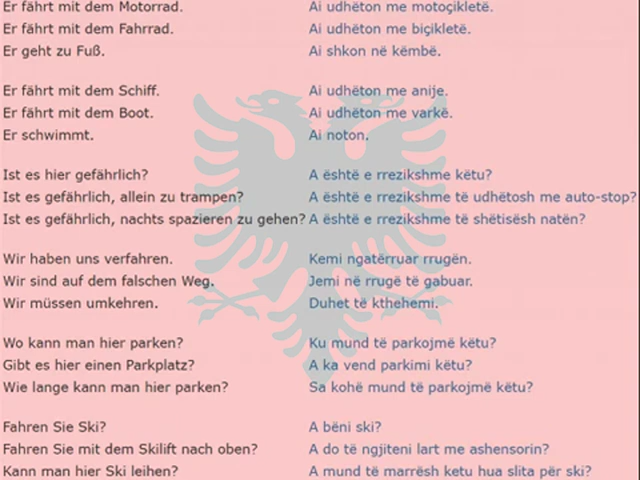 Er fährt mit dem Motorrad. Ai udhëton me motoçikletë.
Er fährt mit dem Fahrrad. Ai udhëton me biçikletë.
Er geht zu Fuß. Ai shkon në këmbë.
Er fährt mit dem Schiff. Ai udhëton me anije.
Er fährt mit dem Boot. Ai udhëton me varkë.
Er schwimmt. Ai noton.
Ist es hier gefährlich? A është e rrezikshme këtu?
Ist es gefährlich, allein zu trampen? A është e rrezikshme të udhëtosh me auto-stop?
Ist es gefährlich, nachts spazieren zu gehen? A është e rrezikshme të shëtisësh natën?
Wir haben uns verfahren. Kemi ngatërruar rrugën.
Wir sind auf dem falschen Weg. Jemi në rrugë të gabuar.
Wir müssen umkehren. Duhet të kthehemi.
Wo kann man hier parken? Ku mund të parkojmë këtu?
Gibt es hier einen Parkplatz? A ka vend parkimi këtu?
Wie lange kann man hier parken? Sa kohë mund të parkojmë këtu?
Fahren Sie Ski? A bëni ski?
Fahren Sie mit dem Skilift nach oben? A do të ngjiteni lart me ashensorin?
Kann man hier Ski leihen? A mund të marrësh ketu hua slita për ski?